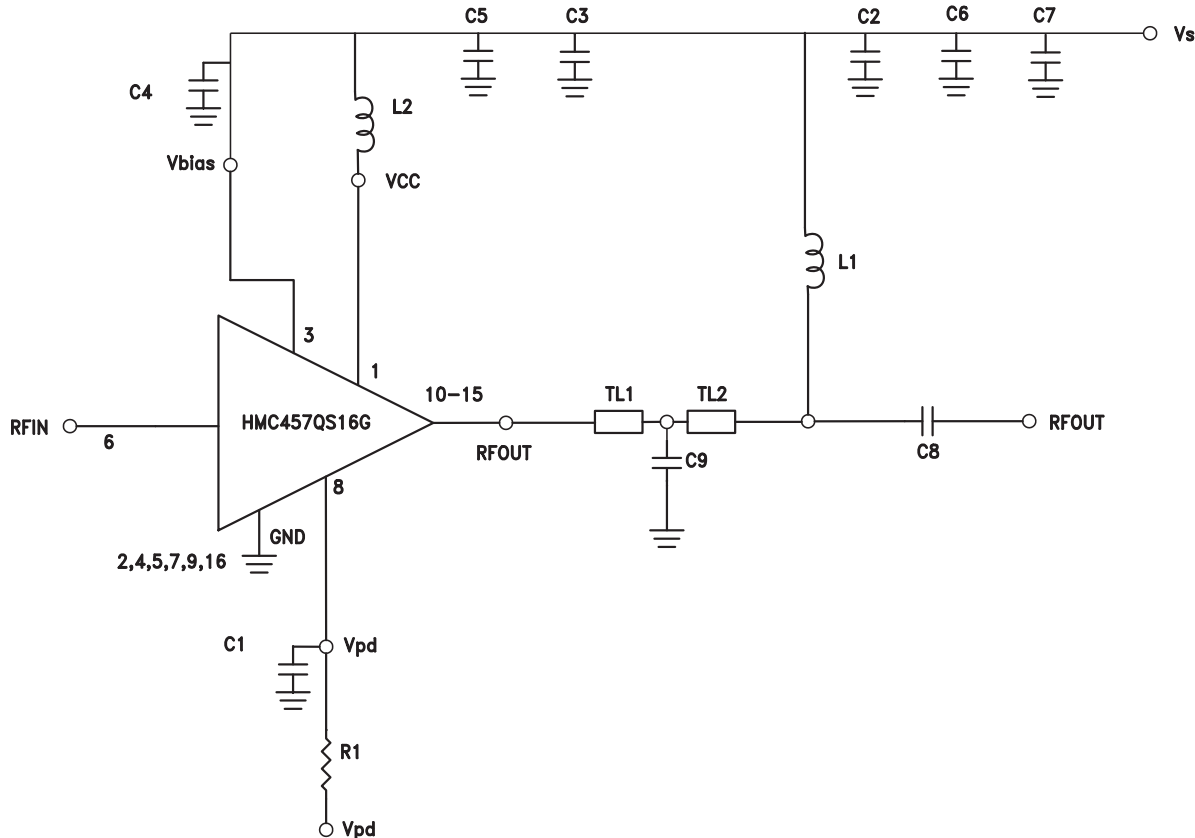 C5
C3
C2
C6
C7
Vs
C4
L2
Vbias
VCC
L1
3
1
10-15
TL1
TL2
RFIN
6
HMC457QS16G
RFOUT
C9
C8
RFOUT
8
GND
2,4,5,7,9,16
C1
Vpd
R1
Vpd